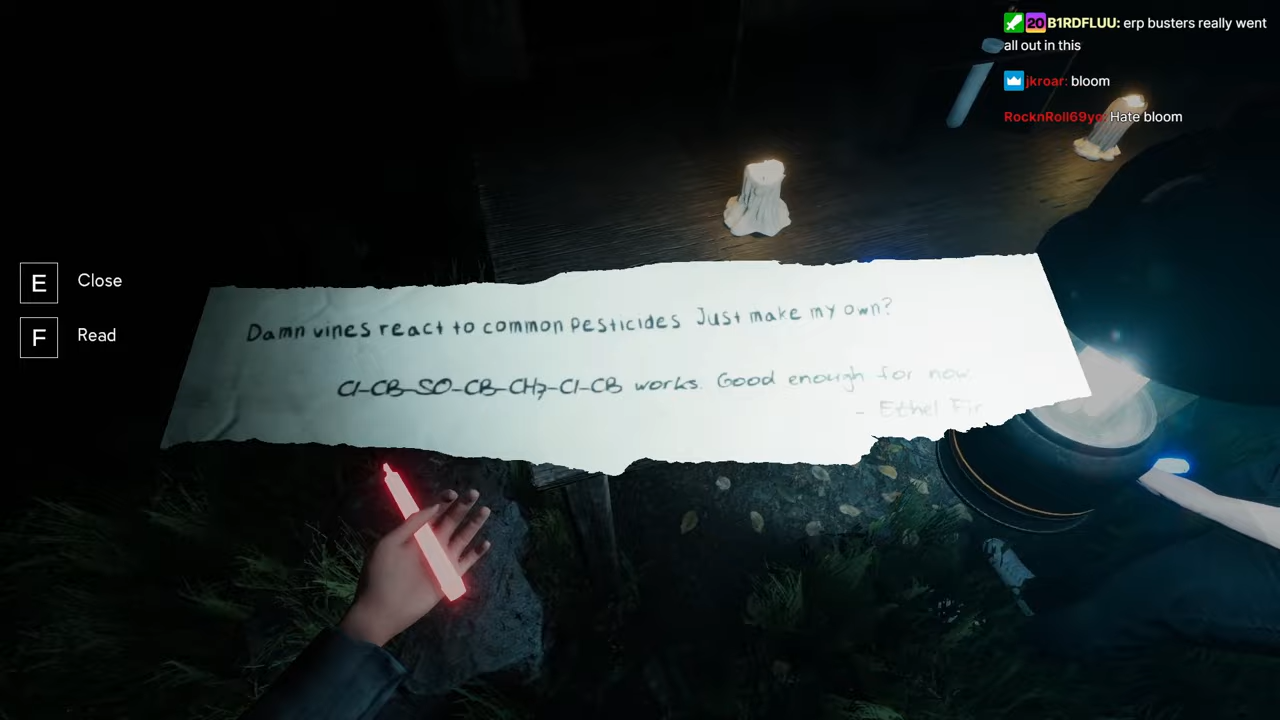 20 B1RDFLUU: erp busters really went
all out in this
jkroar: bloom
RocknRoll69yo: Hate bloom
E Close
F Read
Damn vines react to common pesticides Just make my own?
Cl-CB-SO-CB-CH7-Cl-CB works. Good enough for now
- Ethel Fir